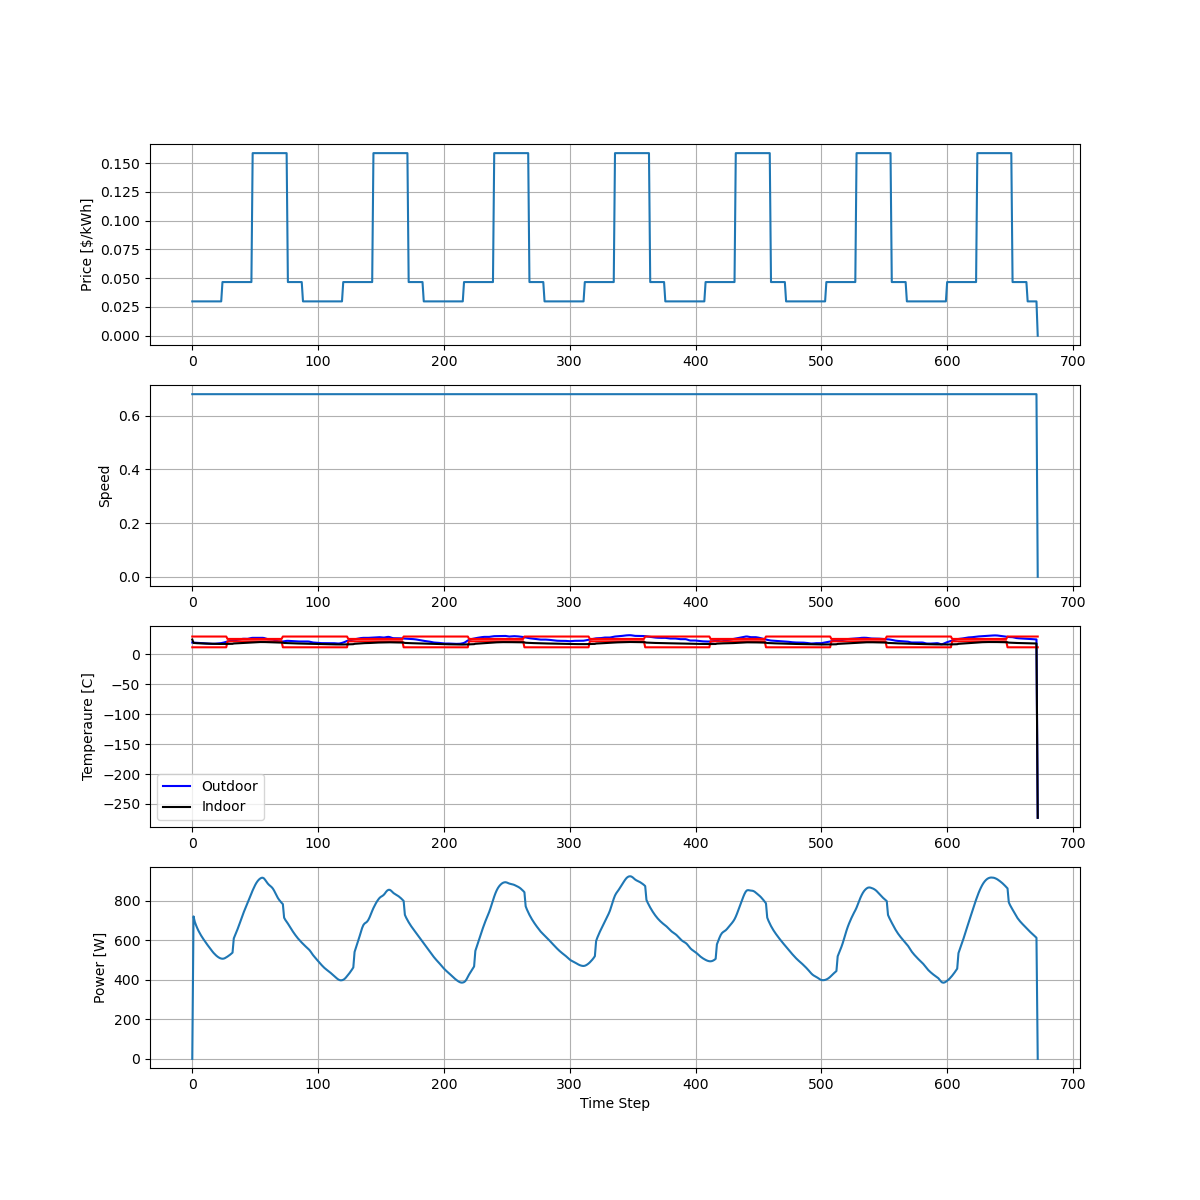 Price [$/kWh]
0.150
0.125
0.100
0.075
0.050
0.025
0.000
0 100 200 300 400 500 600 700
Speed
0.6
0.4
0.2
0.0
0 100 200 300 400 500 600 700
Temperaure [C]
0
−50
−100
−150
−200
−250
Outdoor
Indoor
0 100 200 300 400 500 600 700
Power [W]
800
600
400
200
0
0 100 200 300 400 500 600 700
Time Step